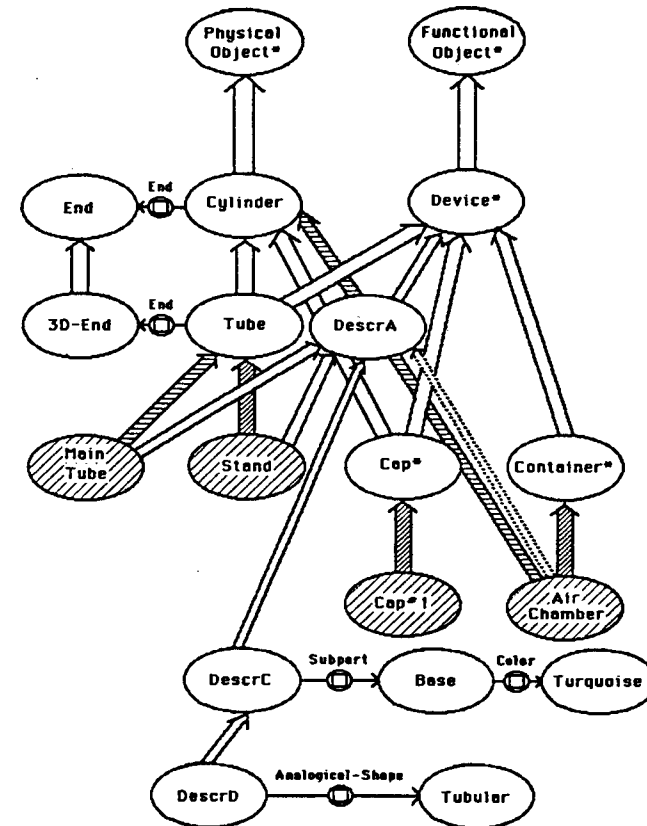 Physical
Object*
Functional
Object*
End
End
Cylinder
Device*
3D-End
End
Tube
DescrA
Main
Tube
Stand
Cap*
Container*
Cap#1
Air
Chamber
DescrC
Subpart
Base
Color
Turquoise
DescrD
Analogical-Shape
Tubular